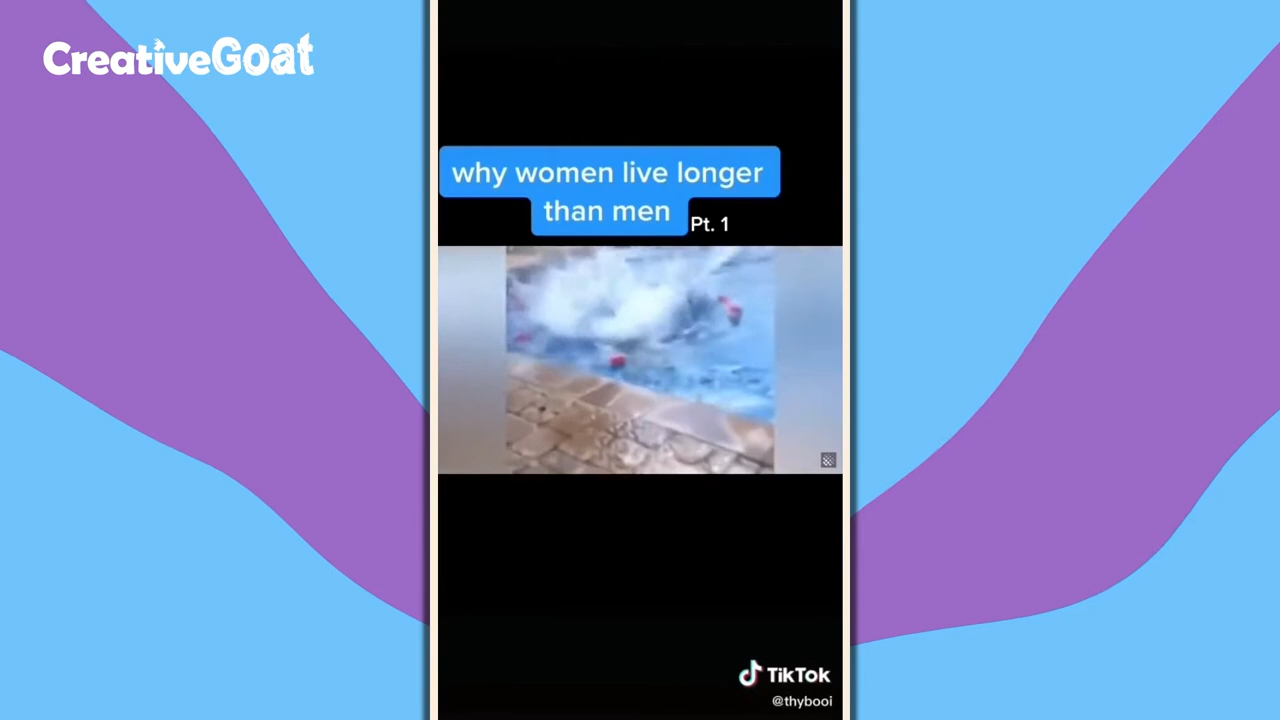 CreativeGoat
why women live longer
than men
Pt. 1
TikTok
@thybooi